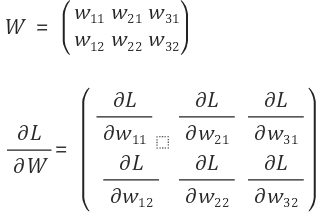 W = ( w₁₁ w₂₁ w₃₁
w₁₂ w₂₂ w₃₂ )
∂L/∂W = ( ∂L/∂w₁₁ ∂L/∂w₂₁ ∂L/∂w₃₁
∂L/∂w₁₂ ∂L/∂w₂₂ ∂L/∂w₃₂ )